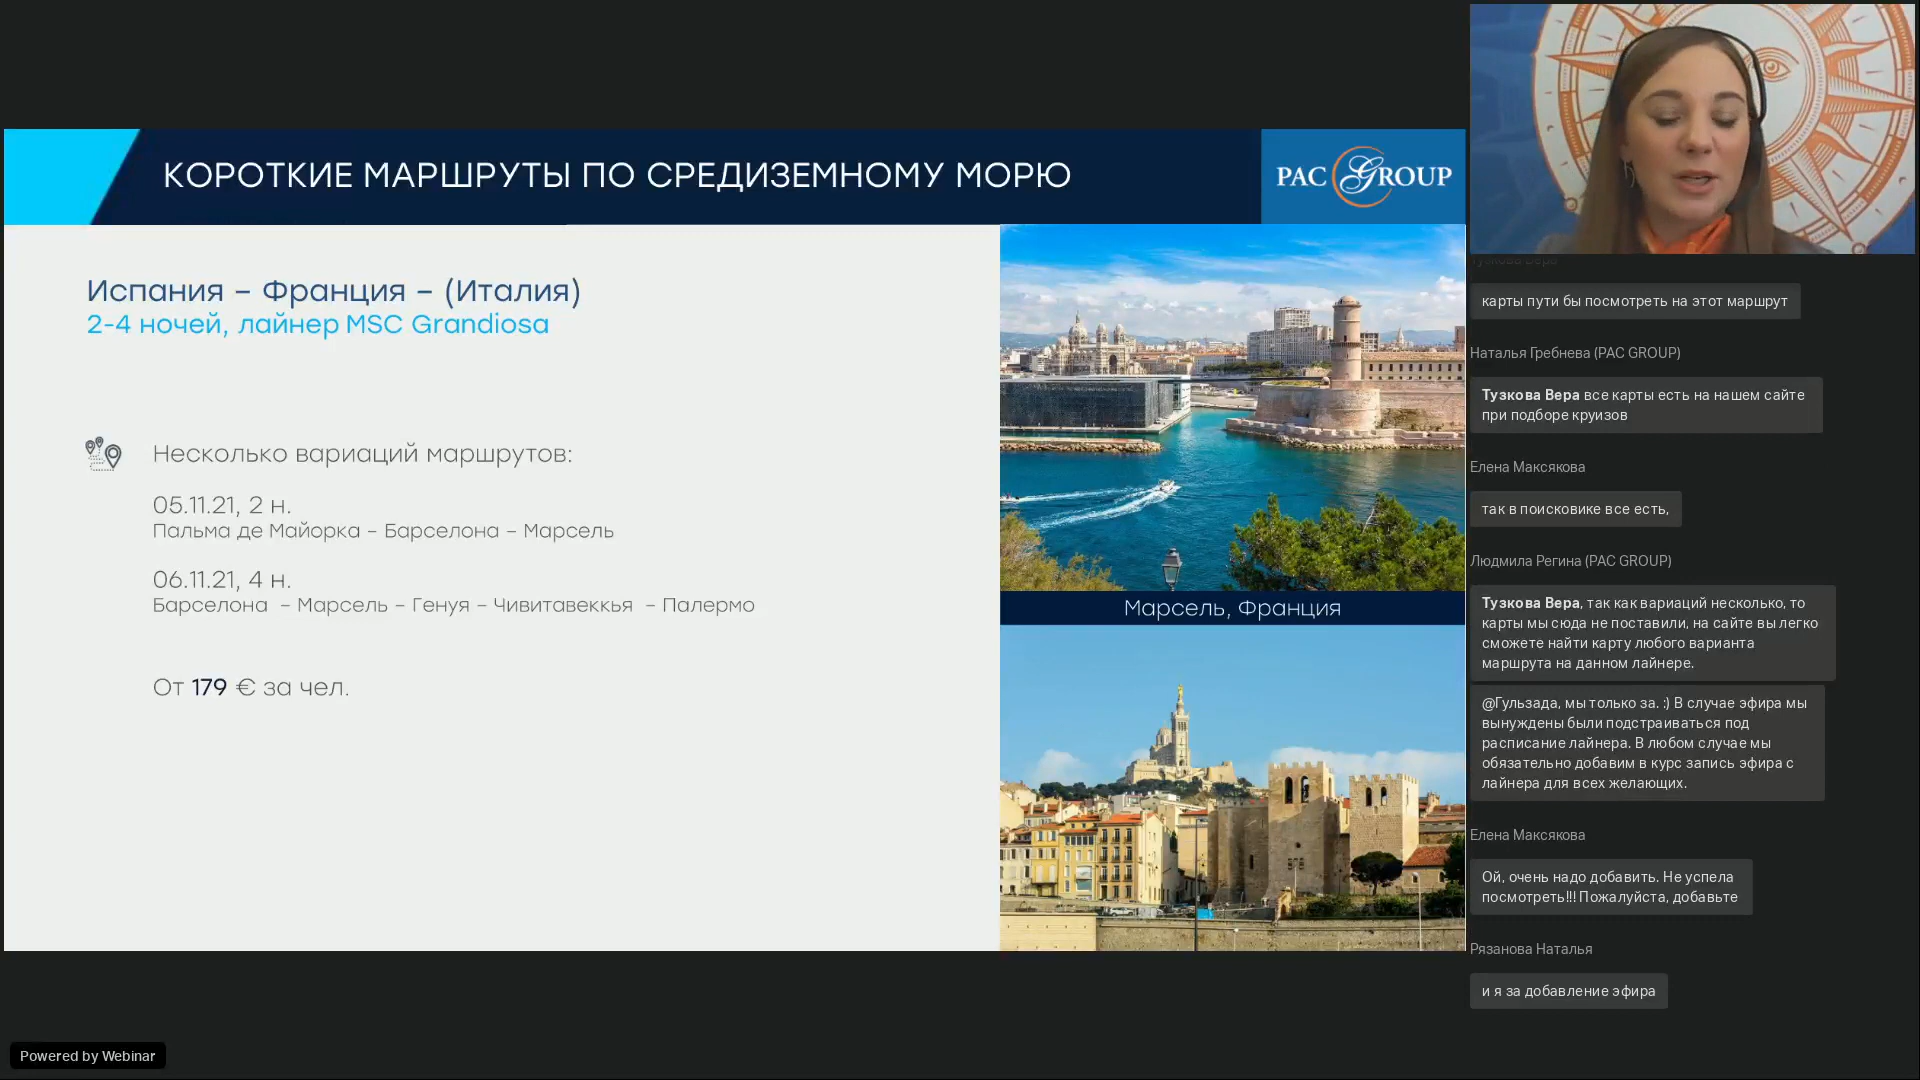 КОРОТКИЕ МАРШРУТЫ ПО СРЕДИЗЕМНОМУ МОРЮ
PAC GROUP
Испания – Франция – (Италия)
2-4 ночей, лайнер MSC Grandiosa
Несколько вариаций маршрутов:
05.11.21, 2 н.
Пальма де Майорка – Барселона – Марсель
06.11.21, 4 н.
Барселона – Марсель – Генуя – Чивитавеккья – Палермо
От 179 € за чел.
Марсель, Франция
Тузкова Вера
карты пути бы посмотреть на этот маршрут
Наталья Гребнева (PAC GROUP)
Тузкова Вера все карты есть на нашем сайте
при подборе круизов
Елена Максякова
так в поисковике все есть,
Людмила Регина (PAC GROUP)
Тузкова Вера, так как вариаций несколько, то
карты мы сюда не поставили, на сайте вы легко
сможете найти карту любого варианта
маршрута на данном лайнере.
@Гульзада, мы только за. :) В случае эфира мы
вынуждены были подстраиваться под
расписание лайнера. В любом случае мы
обязательно добавим в курс запись эфира с
лайнера для всех желающих.
Елена Максякова
Ой, очень надо добавить. Не успела
посмотреть!!! Пожалуйста, добавьте
Рязанова Наталья
и я за добавление эфира
Powered by Webinar